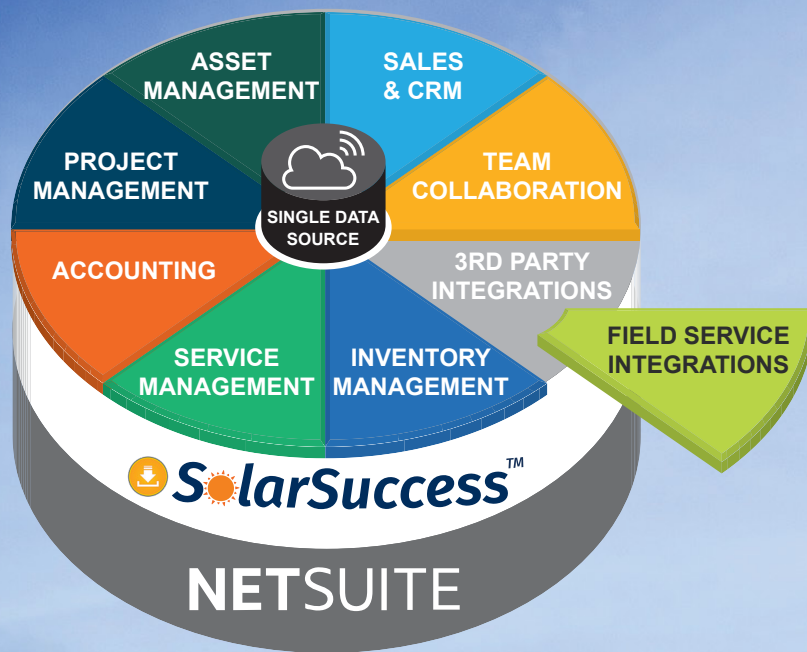 ASSET
MANAGEMENT
SALES
& CRM
PROJECT
MANAGEMENT
TEAM
COLLABORATION
SINGLE DATA
SOURCE
ACCOUNTING
3RD PARTY
INTEGRATIONS
FIELD SERVICE
INTEGRATIONS
SERVICE
MANAGEMENT
INVENTORY
MANAGEMENT
SolarSuccess™
NETSUITE